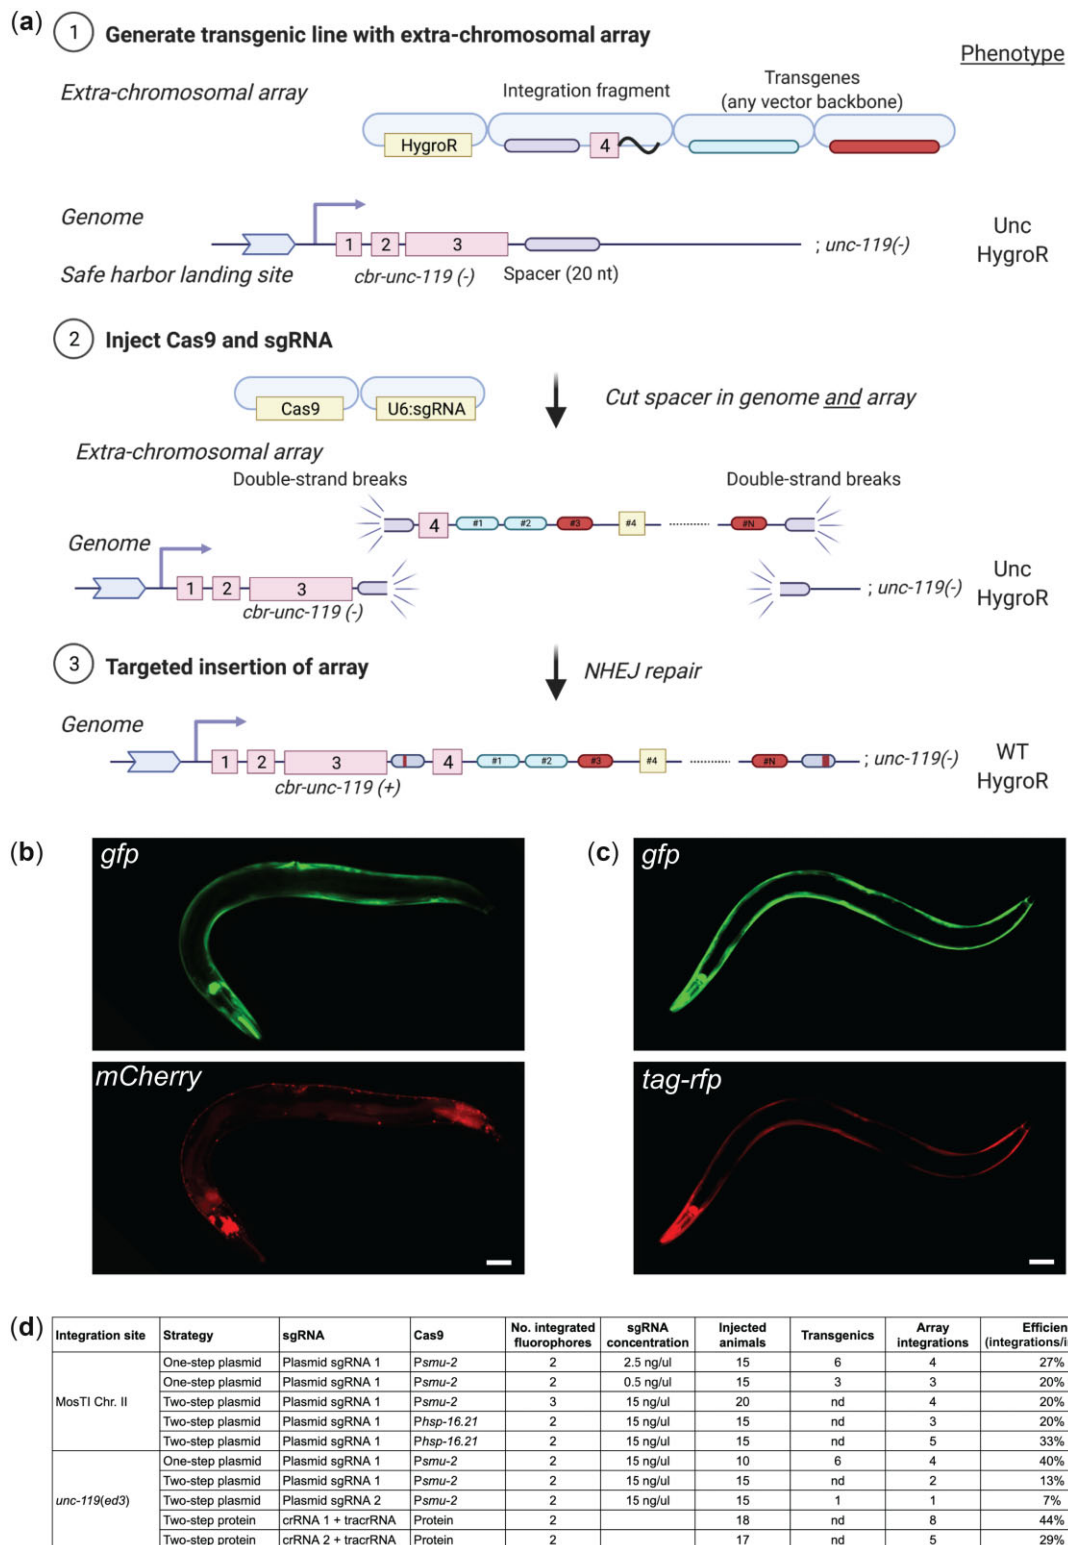 (a) 1 Generate transgenic line with extra-chromosomal array
Phenotype
Extra-chromosomal array
Integration fragment
Transgenes
(any vector backbone)
HygroR
4
Genome
1 2 3
; unc-119(-)
Unc
HygroR
Safe harbor landing site
cbr-unc-119 (-)
Spacer (20 nt)
2 Inject Cas9 and sgRNA
Cas9
U6:sgRNA
Cut spacer in genome and array
Extra-chromosomal array
Double-strand breaks
Double-strand breaks
4 #1 #2 #3 #4 #N
Genome
1 2 3
cbr-unc-119 (-)
; unc-119(-)
Unc
HygroR
3 Targeted insertion of array
NHEJ repair
Genome
1 2 3 4 #1 #2 #3 #4 #N
; unc-119(-)
WT
HygroR
cbr-unc-119 (+)
(b) gfp
mCherry
(c) gfp
tag-rfp
(d)
Integration site Strategy sgRNA Cas9 No. integrated fluorophores sgRNA concentration Injected animals Transgenics Array integrations Efficien (integrations/i
MosTI Chr. II One-step plasmid Plasmid sgRNA 1 Psmu-2 2 2.5 ng/ul 15 6 4 27%
One-step plasmid Plasmid sgRNA 1 Psmu-2 2 0.5 ng/ul 15 3 3 20%
Two-step plasmid Plasmid sgRNA 1 Psmu-2 3 15 ng/ul 20 nd 4 20%
Two-step plasmid Plasmid sgRNA 1 Phsp-16.21 2 15 ng/ul 15 nd 3 20%
Two-step plasmid Plasmid sgRNA 1 Phsp-16.21 2 15 ng/ul 15 nd 5 33%
unc-119(ed3) One-step plasmid Plasmid sgRNA 1 Psmu-2 2 15 ng/ul 10 6 4 40%
Two-step plasmid Plasmid sgRNA 1 Psmu-2 2 15 ng/ul 15 nd 2 13%
Two-step plasmid Plasmid sgRNA 2 Psmu-2 2 15 ng/ul 15 1 1 7%
Two-step protein crRNA 1 + tracrRNA Protein 2 18 nd 8 44%
Two-step protein crRNA 2 + tracrRNA Protein 2 17 nd 5 29%